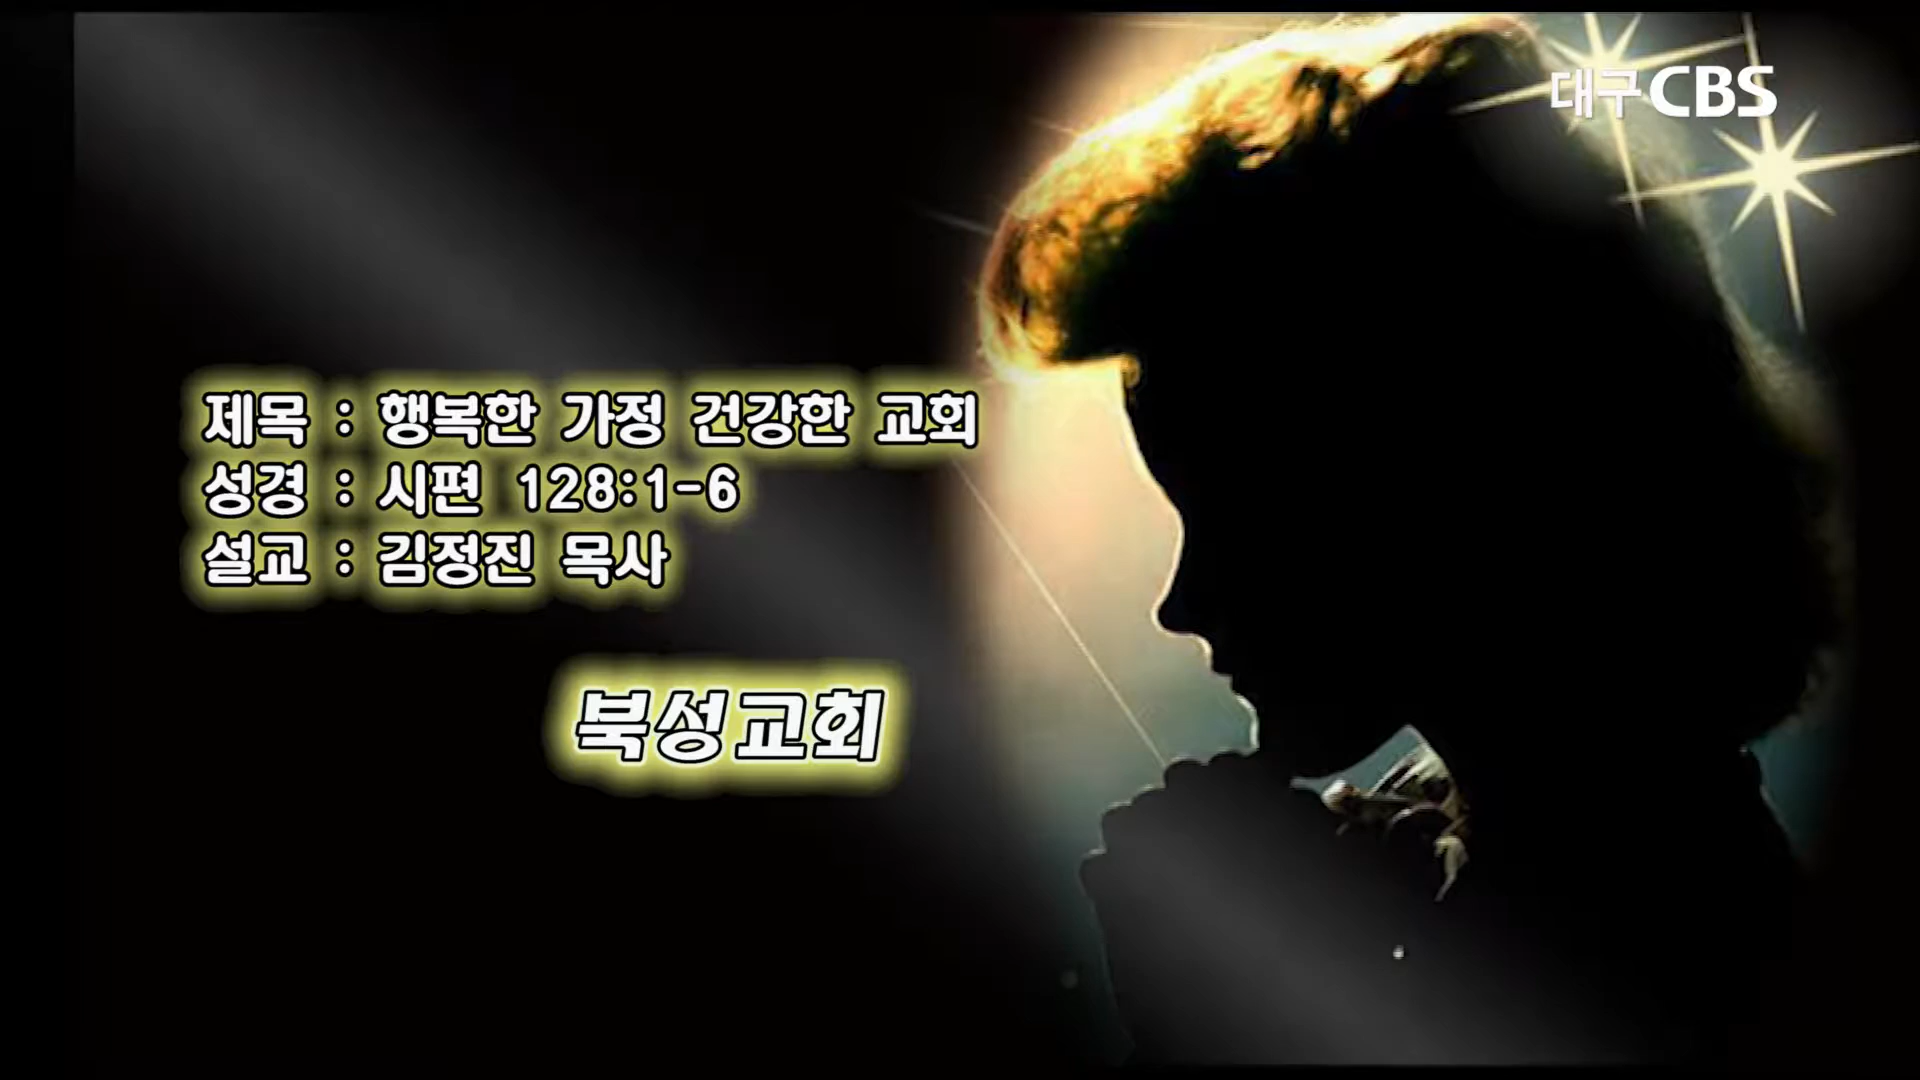 대구CBS
제목 : 행복한 가정 건강한 교회
성경 : 시편 128:1-6
설교 : 김정진 목사
북성교회